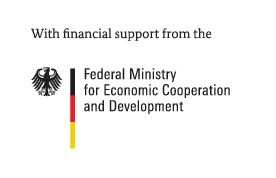 With financial support from the
Federal Ministry
for Economic Cooperation
and Development